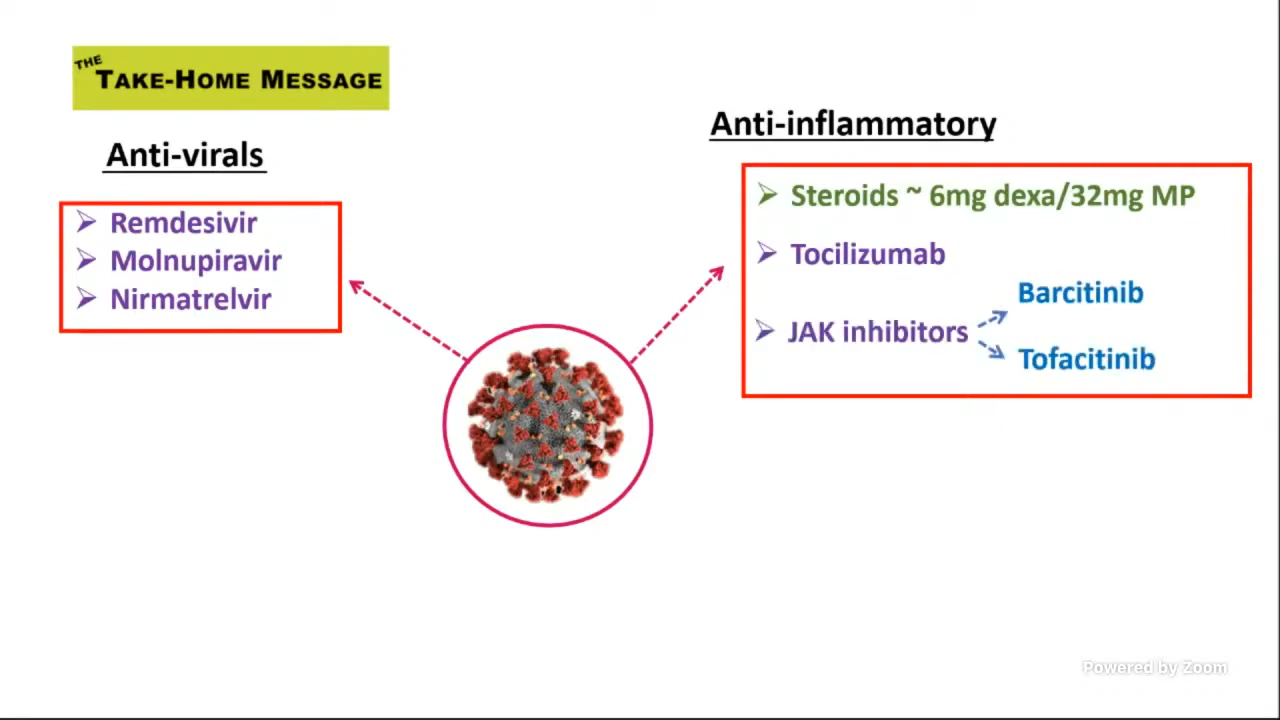 THE
TAKE-HOME MESSAGE
Anti-virals
Remdesivir
Molnupiravir
Nirmatrelvir
Anti-inflammatory
Steroids ~ 6mg dexa/32mg MP
Tocilizumab
JAK inhibitors
Barcitinib
Tofacitinib
Powered by Zoom